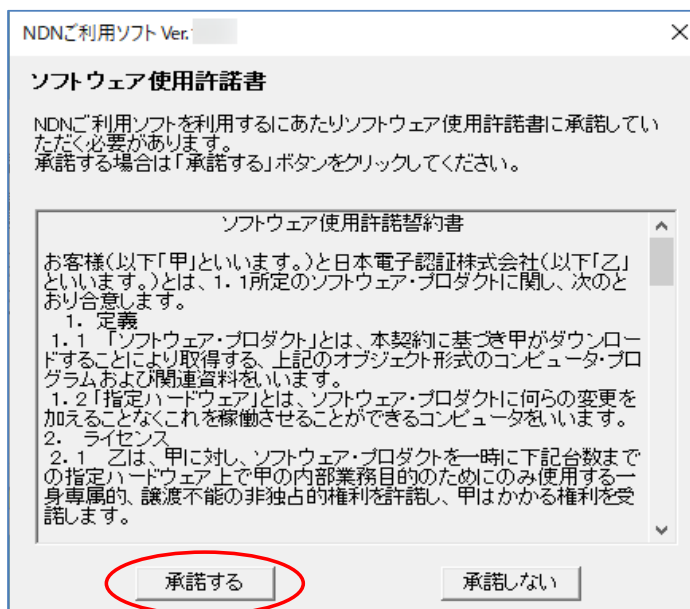 NDNご利用ソフト Ver.
ソフトウェア使用許諾書
NDNご利用ソフトを利用するにあたりソフトウェア使用許諾書に承諾してい
ただく必要があります。
承諾する場合は「承諾する」ボタンをクリックしてください。
ソフトウェア使用許諾誓約書
お客様(以下「甲」といいます。)と日本電子認証株式会社(以下「乙」
といいます。)とは、1. 1所定のソフトウェア・プロダクトに関し、次のと
おり合意します。
1. 定義
1. 1 「ソフトウェア・プロダクト」とは、本契約に基づき甲がダウンロー
ドすることにより取得する、上記のオブジェクト形式のコンピュータ・プロ
グラムおよび関連資料をいいます。
1. 2「指定ハードウェア」とは、ソフトウェア・プロダクトに何らの変更を
加えることなくこれを稼働させることができるコンピュータをいいます。
2. ライセンス
2. 1 乙は、甲に対し、ソフトウェア・プロダクトを一時に下記台数まで
の指定ハードウェア上で甲の内部業務目的のためにのみ使用する一
身専属的、譲渡不能の非独占的権利を許諾し、甲はかかる権利を受
諾します。
承諾する
承諾しない